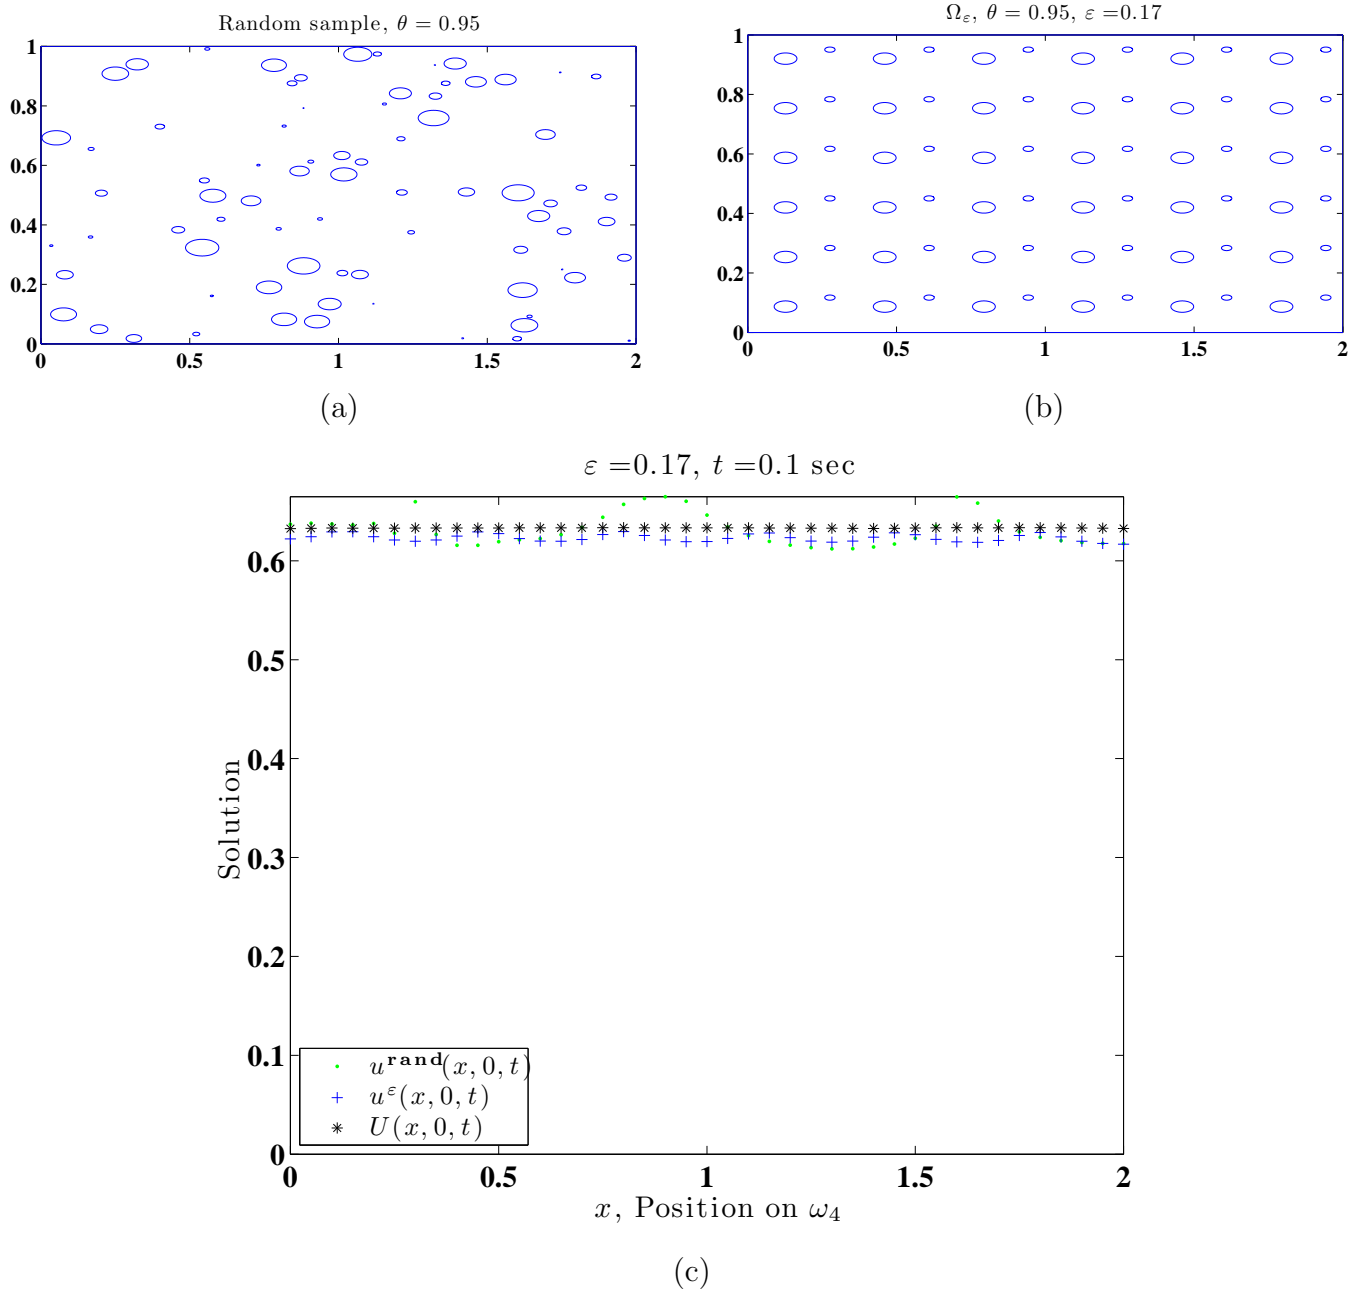 Random sample, θ = 0.95
1
0.8
0.6
0.4
0.2
0
0 0.5 1 1.5 2
(a)
Ω_ε, θ = 0.95, ε =0.17
1
0.8
0.6
0.4
0.2
0
0 0.5 1 1.5 2
(b)
ε =0.17, t =0.1 sec
0.6
0.5
0.4
0.3
0.2
0.1
0
Solution
u^rand(x, 0, t)
u^ε(x, 0, t)
U(x, 0, t)
0 0.5 1 1.5 2
x, Position on ω₄
(c)